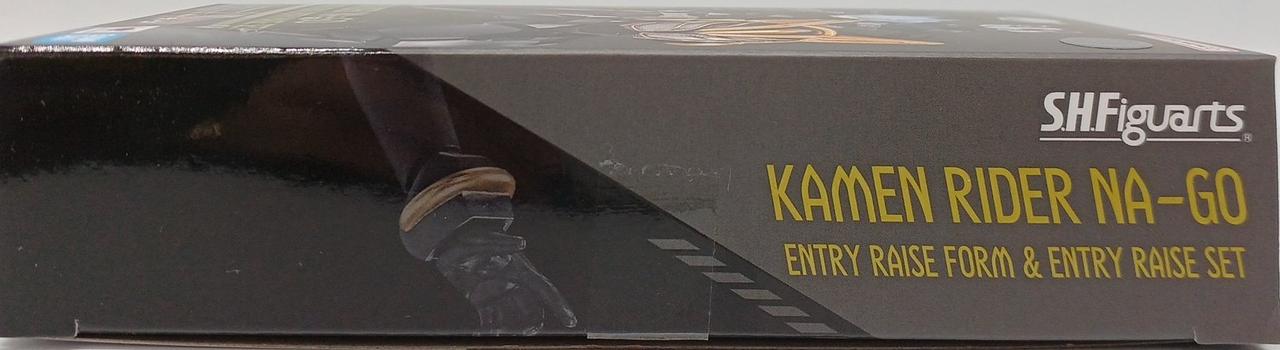 S.H.Figuarts®
KAMEN RIDER NA-GO
ENTRY RAISE FORM & ENTRY RAISE SET